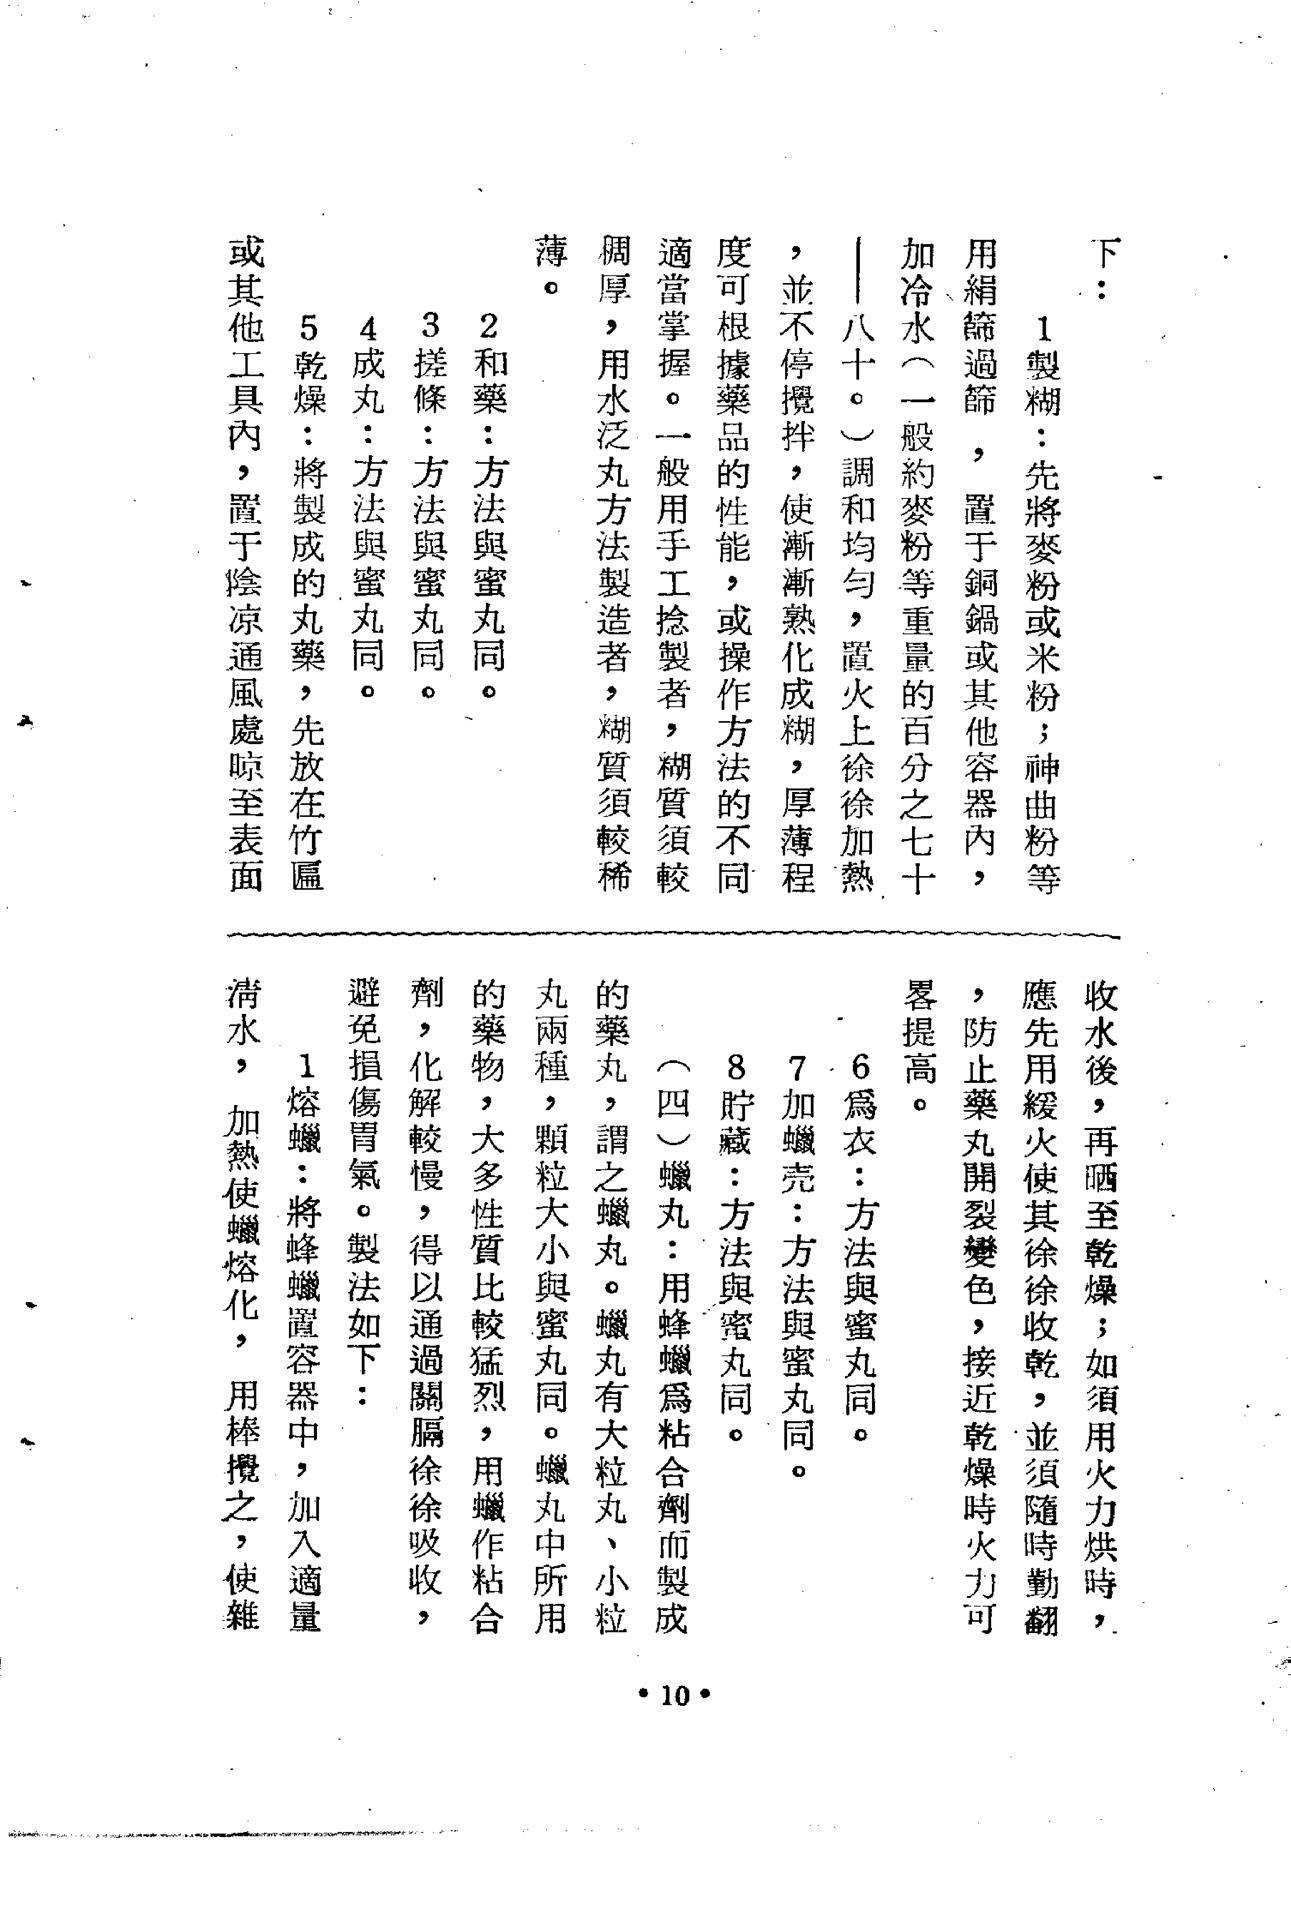 下：
1製糊：先將麥粉或米粉；神曲粉等
用絹篩過篩，置于銅鍋或其他容器內，
加冷水（一般約麥粉等重量的百分之七十
——八十。）調和均勻，置火上徐徐加熱
，並不停攪拌，使漸漸熟化成糊，厚薄程
度可根據藥品的性能，或操作方法的不同
適當掌握。一般用手工捻製者，糊質須較
稠厚，用水泛丸方法製造者，糊質須較稀
薄。
2和藥：方法與蜜丸同。
3搓條：方法與蜜丸同。
4成丸：方法與蜜丸同。
5乾燥：將製成的丸藥，先放在竹匾
或其他工具內，置于陰凉通風處晾至表面
收水後，再晒至乾燥；如須用火力烘時，
應先用緩火使其徐徐收乾，並須隨時勤翻
，防止藥丸開裂變色，接近乾燥時火力可
畧提高。
6爲衣：方法與蜜丸同。
7加蠟壳：方法與蜜丸同。
8貯藏：方法與蜜丸同。
（四）蠟丸：用蜂蠟爲粘合劑而製成
的藥丸，謂之蠟丸。蠟丸有大粒丸、小粒
丸兩種，顆粒大小與蜜丸同。蠟丸中所用
的藥物，大多性質比較猛烈，用蠟作粘合
劑，化解較慢，得以通過關膈徐徐吸收，
避免損傷胃氣。製法如下：
1熔蠟：將蜂蠟置容器中，加入適量
清水，加熱使蠟熔化，用棒攪之，使雜
•10•